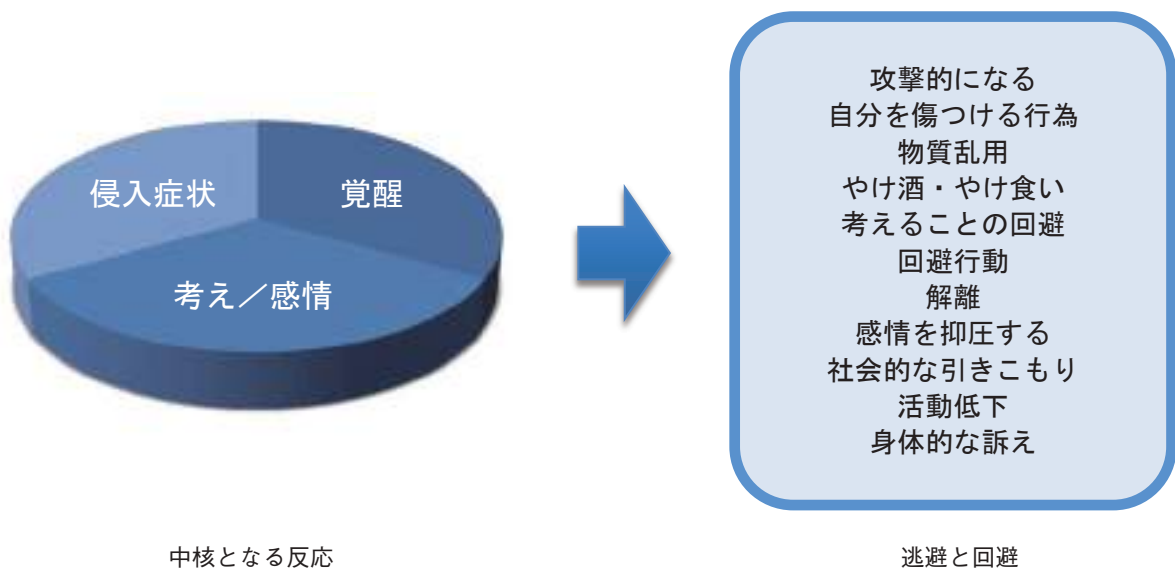 侵入症状
覚醒
考え／感情
中核となる反応
攻撃的になる
自分を傷つける行為
物質乱用
やけ酒・やけ食い
考えることの回避
回避行動
解離
感情を抑圧する
社会的な引きこもり
活動低下
身体的な訴え
逃避と回避